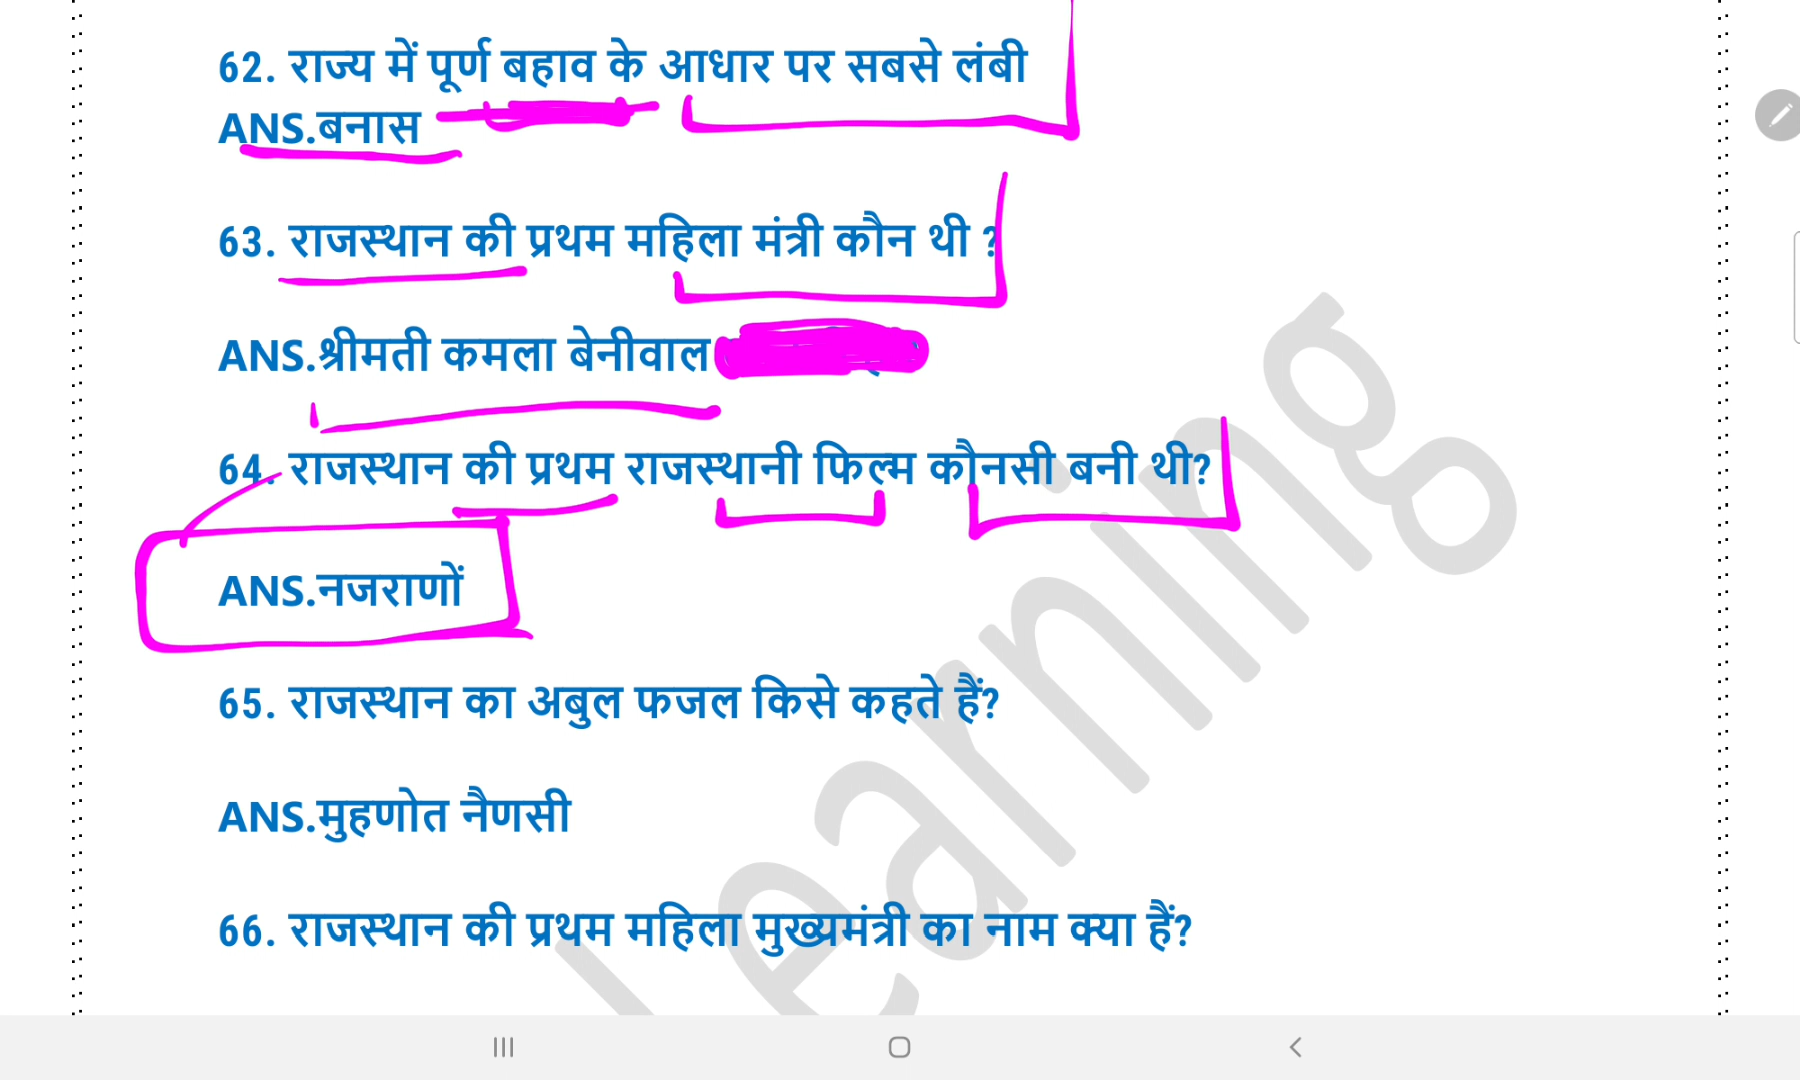 62. राज्य में पूर्ण बहाव के आधार पर सबसे लंबी
ANS.बनास
63. राजस्थान की प्रथम महिला मंत्री कौन थी ?
ANS.श्रीमती कमला बेनीवाल
64. राजस्थान की प्रथम राजस्थानी फिल्म कौनसी बनी थी?
ANS.नजराणों
65. राजस्थान का अबुल फजल किसे कहते हैं?
ANS.मुहणोत नैणसी
66. राजस्थान की प्रथम महिला मुख्यमंत्री का नाम क्या हैं?
Learning